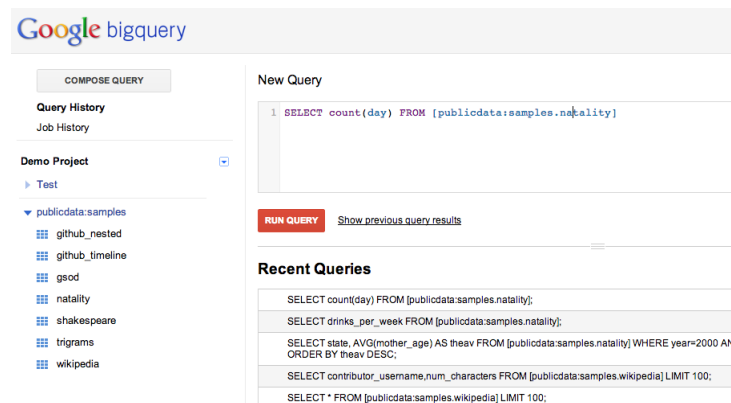 Google bigquery
COMPOSE QUERY
Query History
Job History
Demo Project
Test
publicdata:samples
github_nested
github_timeline
gsod
natality
shakespeare
trigrams
wikipedia
New Query
1 SELECT count(day) FROM [publicdata:samples.natality]
RUN QUERY Show previous query results
Recent Queries
SELECT count(day) FROM [publicdata:samples.natality];
SELECT drinks_per_week FROM [publicdata:samples.natality];
SELECT state, AVG(mother_age) AS theav FROM [publicdata:samples.natality] WHERE year=2000 AN
ORDER BY theav DESC;
SELECT contributor_username,num_characters FROM [publicdata:samples.wikipedia] LIMIT 100;
SELECT * FROM [publicdata:samples.wikipedia] LIMIT 100;